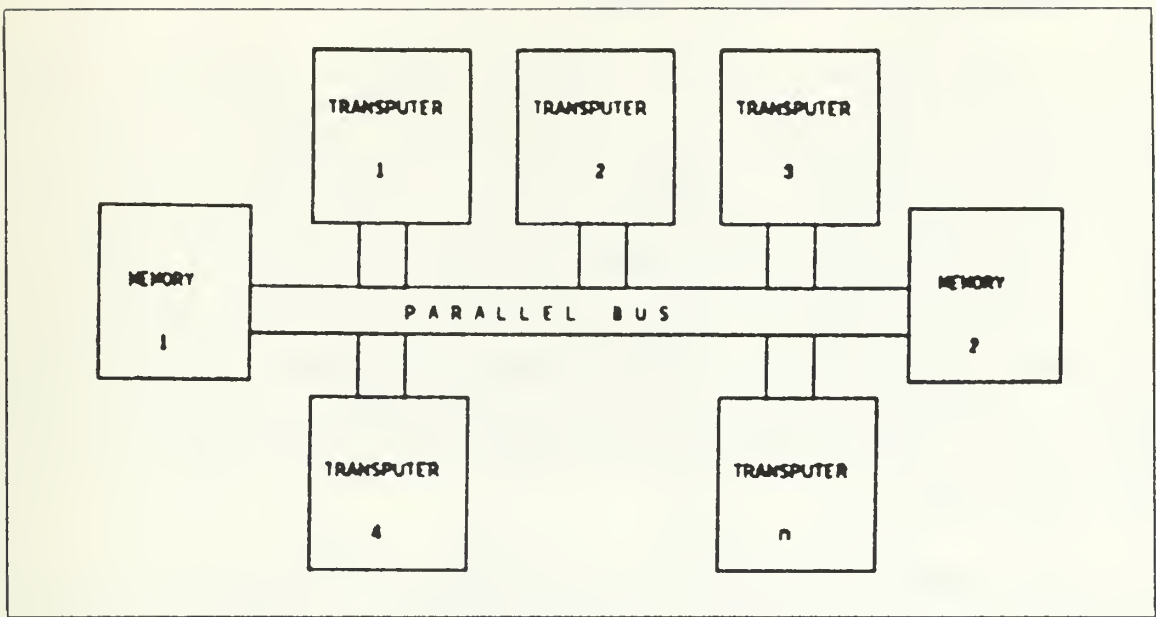 TRANSPUTER
1
TRANSPUTER
2
TRANSPUTER
3
MEMORY
1
PARALLEL BUS
MEMORY
2
TRANSPUTER
4
TRANSPUTER
n